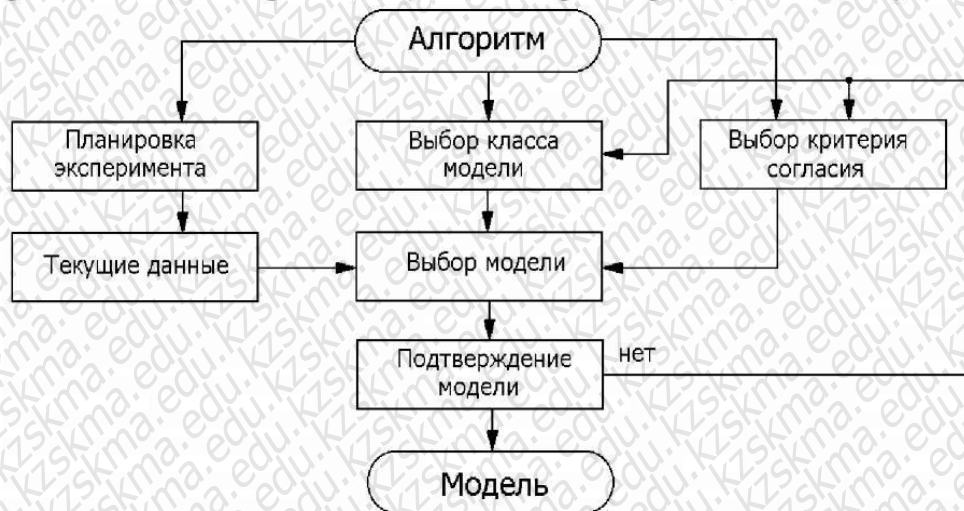 Алгоритм
Планировка
эксперимента
Выбор класса
модели
Выбор критерия
согласия
Текущие данные
Выбор модели
Подтверждение
модели
нет
Модель